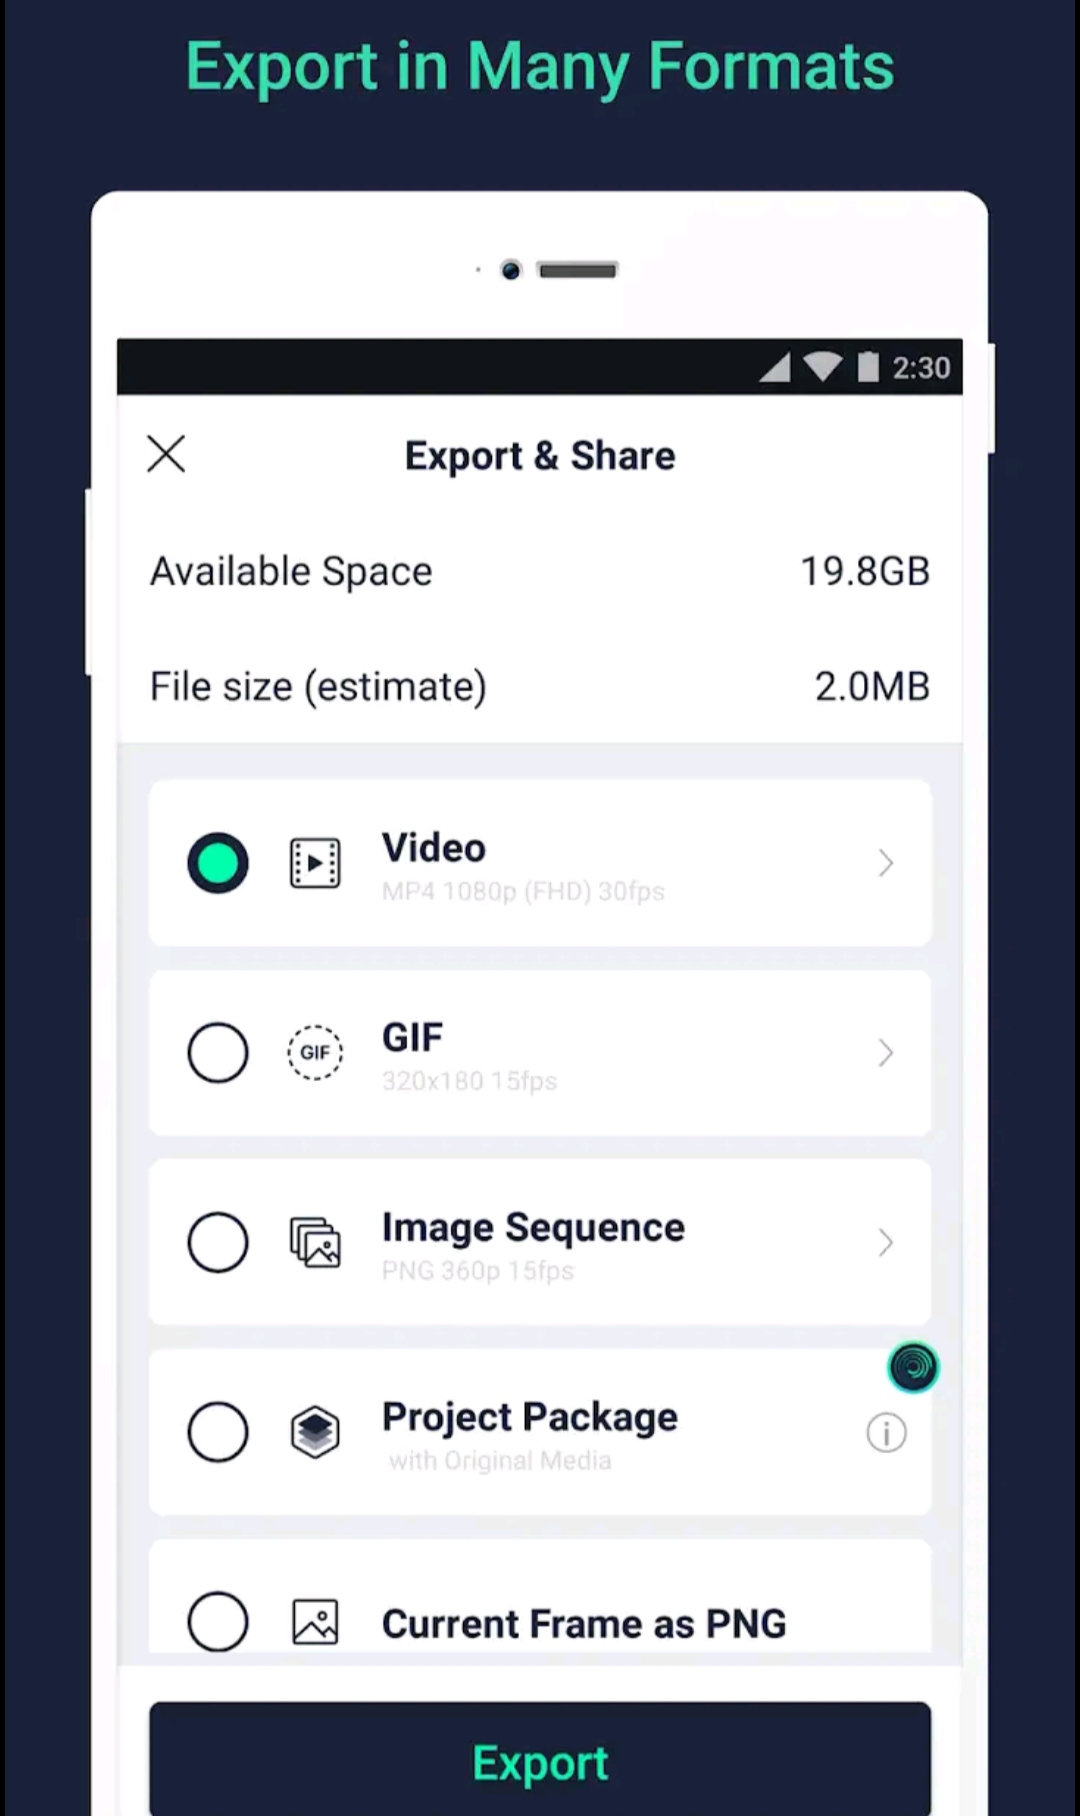 Export in Many Formats
2:30
Export & Share
Available Space 19.8GB
File size (estimate) 2.0MB
Video
MP4 1080p (FHD) 30fps
GIF
GIF
320x180 15fps
Image Sequence
PNG 360p 15fps
Project Package
with Original Media
Current Frame as PNG
Export